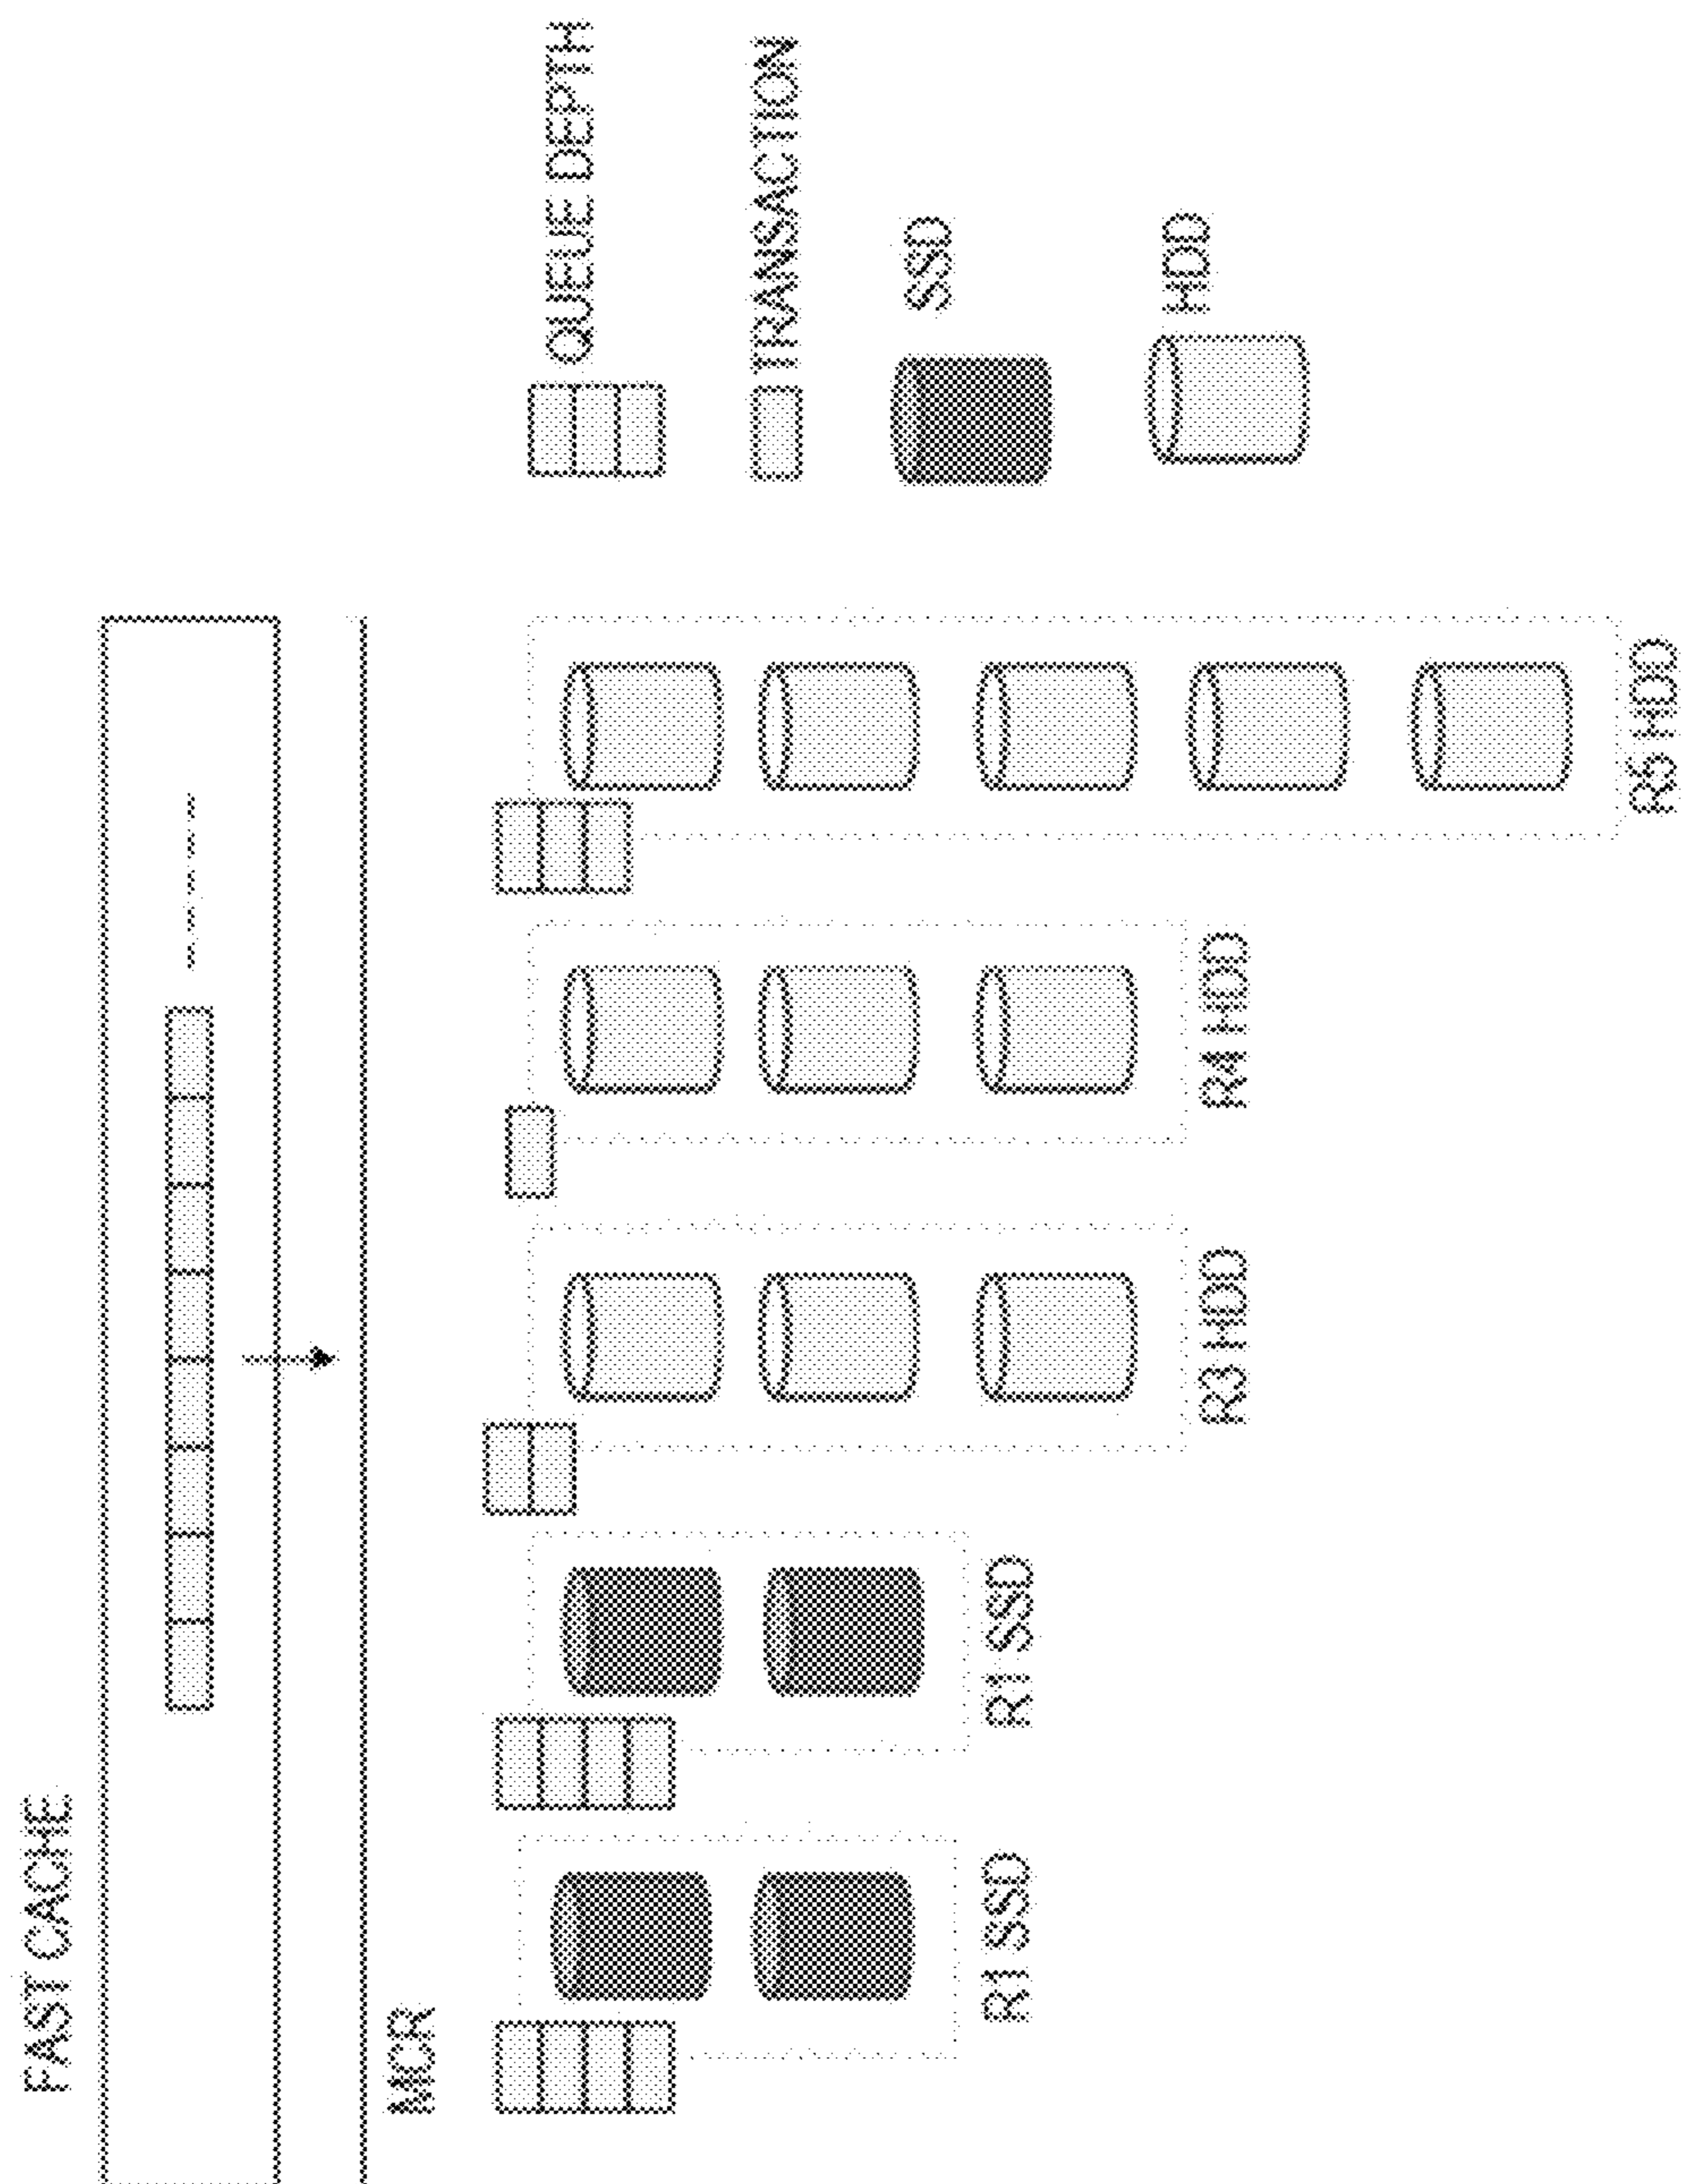 FAST CACHE
MCR
R1 SSD
R1 SSD
R3 HDD
R4 HDD
R5 HDD
QUEUE DEPTH
TRANSACTION
SSD
HDD